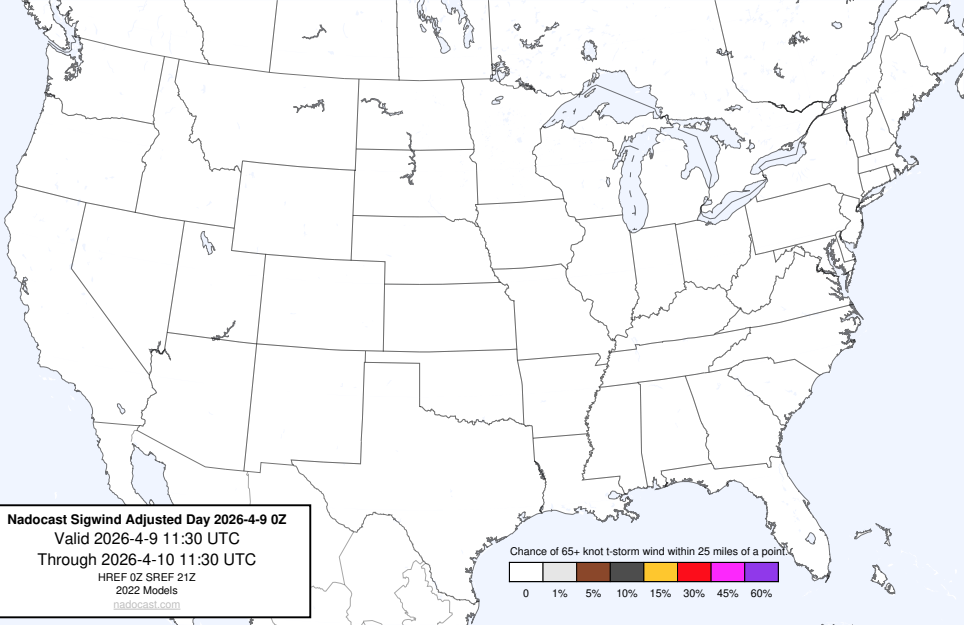 Nadocast Sigwind Adjusted Day 2026-4-9 0Z
Valid 2026-4-9 11:30 UTC
Through 2026-4-10 11:30 UTC
HREF 0Z SREF 21Z
2022 Models
nadocast.com
Chance of 65+ knot t-storm wind within 25 miles of a point.
0 1% 5% 10% 15% 30% 45% 60%